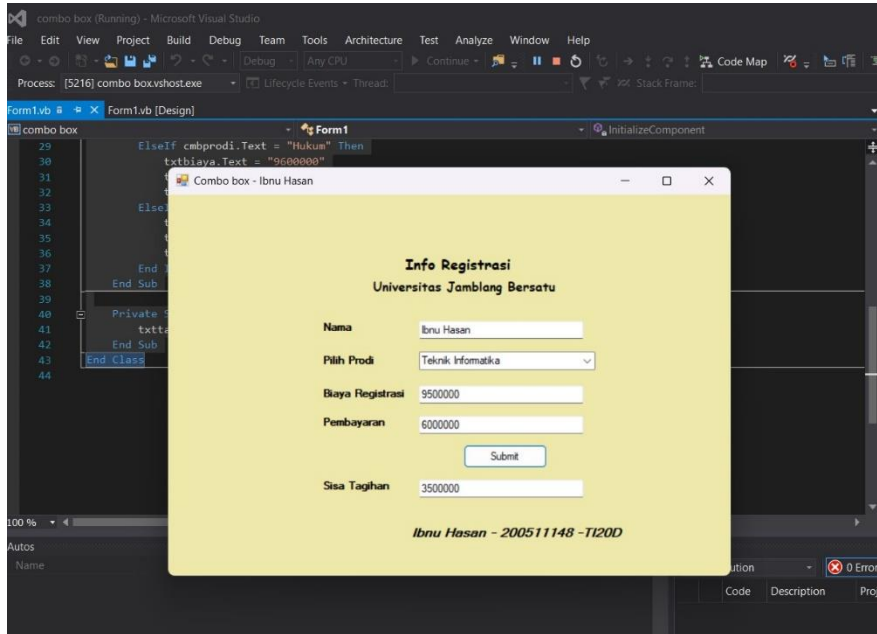 combo box (Running) - Microsoft Visual Studio
File Edit View Project Build Debug Team Tools Architecture Test Analyze Window Help
Debug Any CPU Continue Code Map
Process: [5216] combo box.vshost.exe Lifecycle Events Thread: Stack Frame:
Form1.vb Form1.vb [Design]
combo box Form1 InitializeComponent
29 ElseIf cmbprodi.Text = "Hukum" Then
30 txtbiaya.Text = "9600000"
31 t
32 t
33 Else
34 t
35 t
36 t
37 End
38 End Sub
39
40 Private
41 txtta
42 End Sub
43 End Class
44
Combo box - Ibnu Hasan
Info Registrasi
Universitas Jamblang Bersatu
Nama Ibnu Hasan
Pilih Prodi Teknik Informatika
Biaya Registrasi 9500000
Pembayaran 6000000
Submit
Sisa Tagihan 3500000
Ibnu Hasan - 200511148 -TI20D
100 %
Autos
Name
ution 0 Error
Code Description Proj